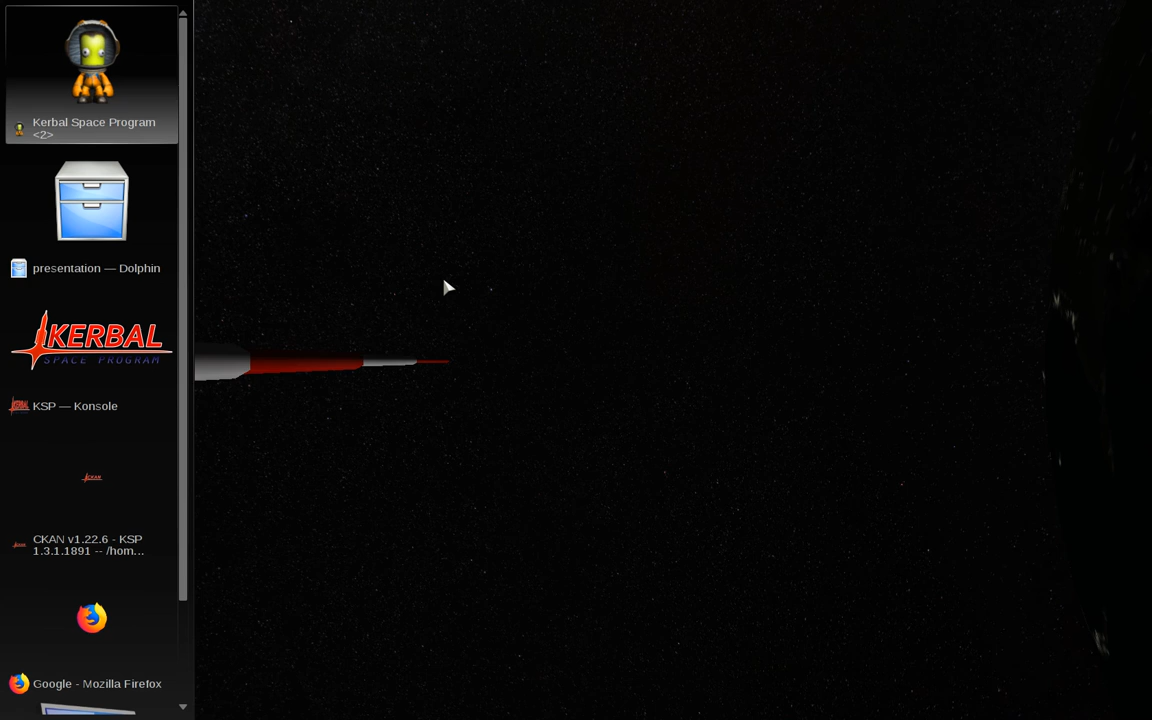 Kerbal Space Program
<2>
presentation — Dolphin
KERBAL
SPACE PROGRAM
KSP — Konsole
CKAN
CKAN v1.22.6 - KSP
1.3.1.1891 -- /hom...
Google - Mozilla Firefox